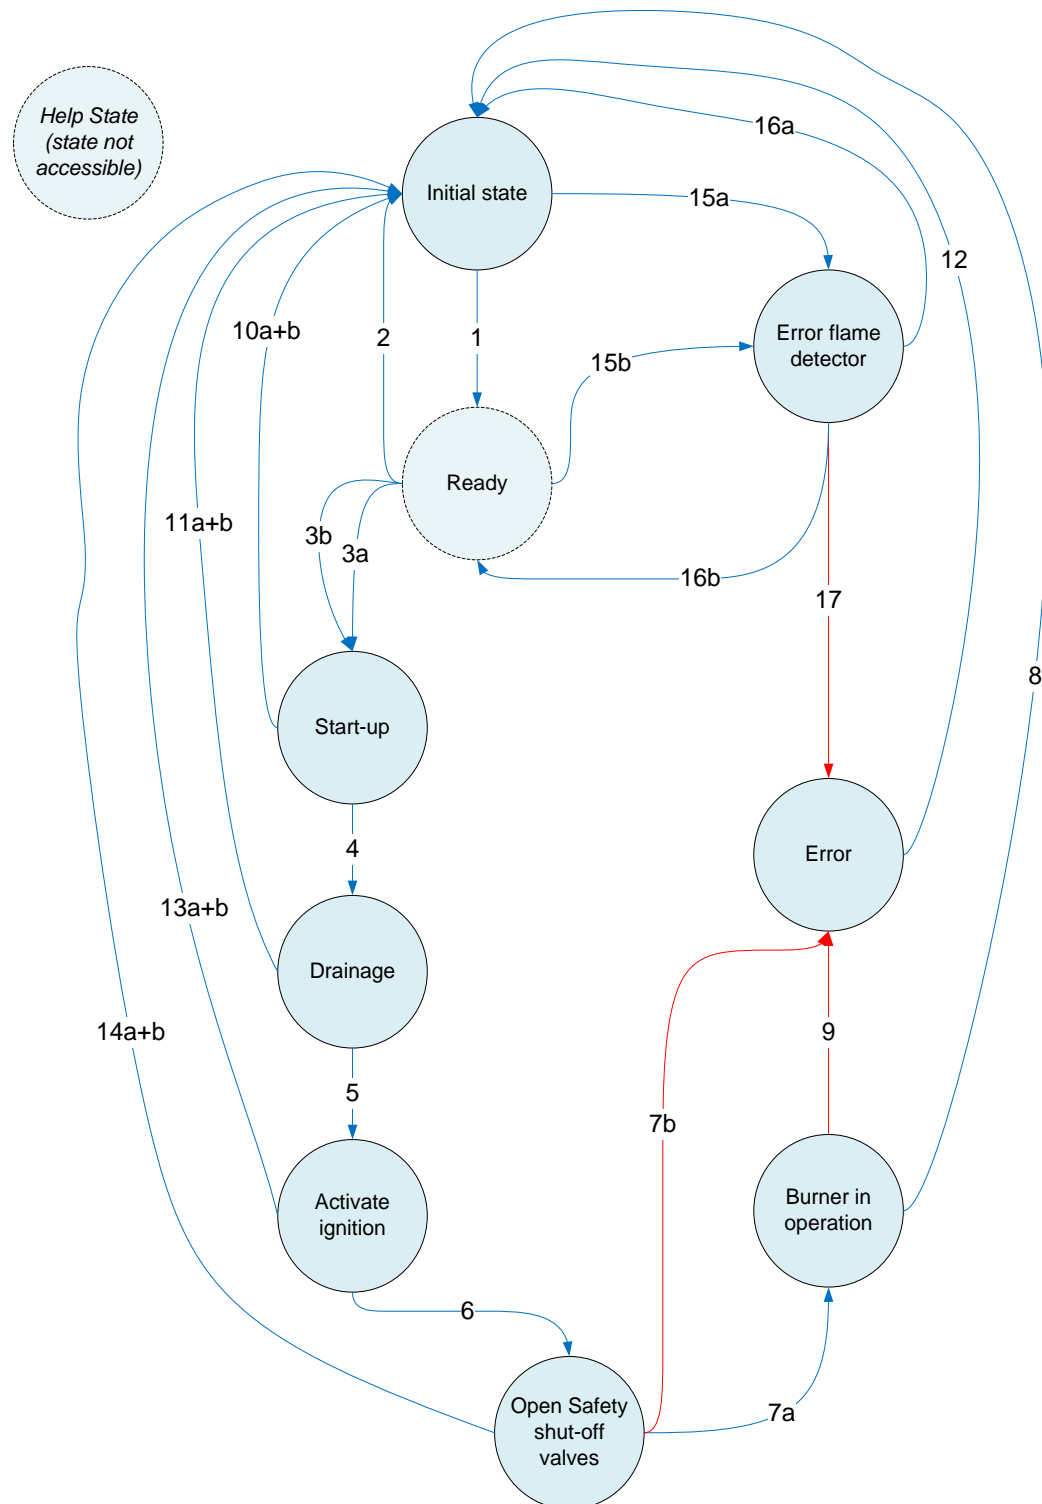 Help State
(state not
accessible)
16a
Initial state
15a
12
10a+b
2
1
Error flame
detector
15b
Ready
11a+b
3b
3a
16b
17
8
Start-up
4
Error
13a+b
Drainage
14a+b
9
5
7b
Activate
ignition
Burner in
operation
6
Open Safety
shut-off
valves
7a